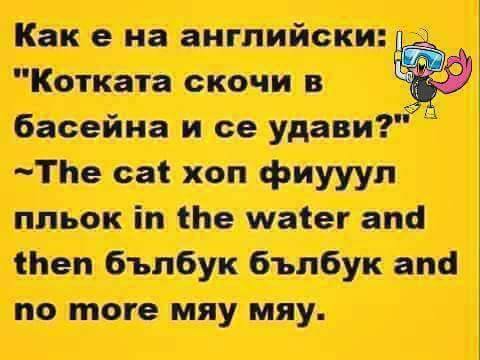 Как е на английски:
"Котката скочи в
басейна и се удави?"
~The cat хоп фиууул
пльок in the water and
then бълбук бълбук and
no more мяу мяу.